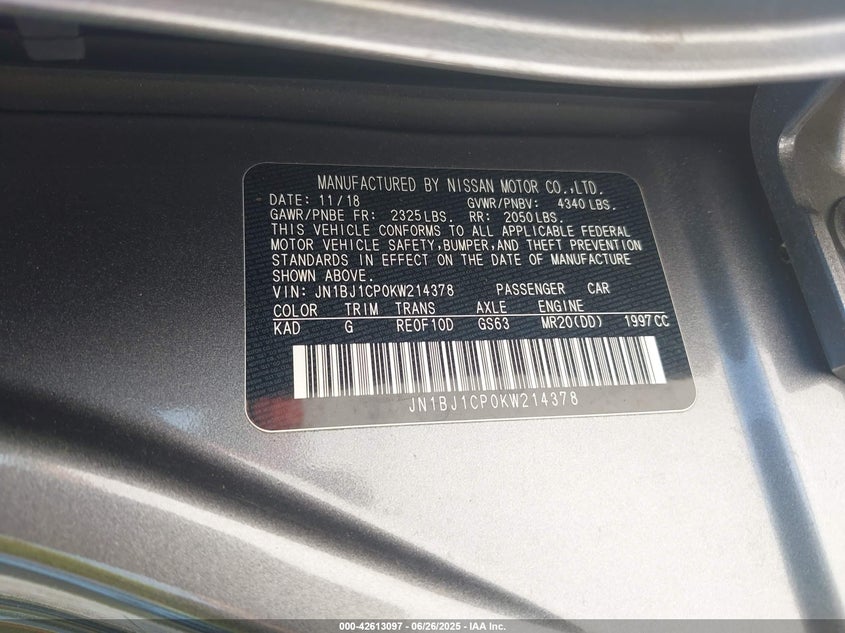 MANUFACTURED BY NISSAN MOTOR CO.,LTD.
DATE: 11/18 GVWR/PNBV: 4340 LBS.
GAWR/PNBE FR: 2325 LBS. RR: 2050 LBS.
THIS VEHICLE CONFORMS TO ALL APPLICABLE FEDERAL
MOTOR VEHICLE SAFETY,BUMPER,AND THEFT PREVENTION
STANDARDS IN EFFECT ON THE DATE OF MANUFACTURE
SHOWN ABOVE.
VIN: JN1BJ1CP0KW214378 PASSENGER CAR
COLOR TRIM TRANS AXLE ENGINE
KAD G RE0F10D GS63 MR20(DD) 1997CC
JN1BJ1CP0KW214378
000-42613097 - 06/26/2025 - IAA Inc.